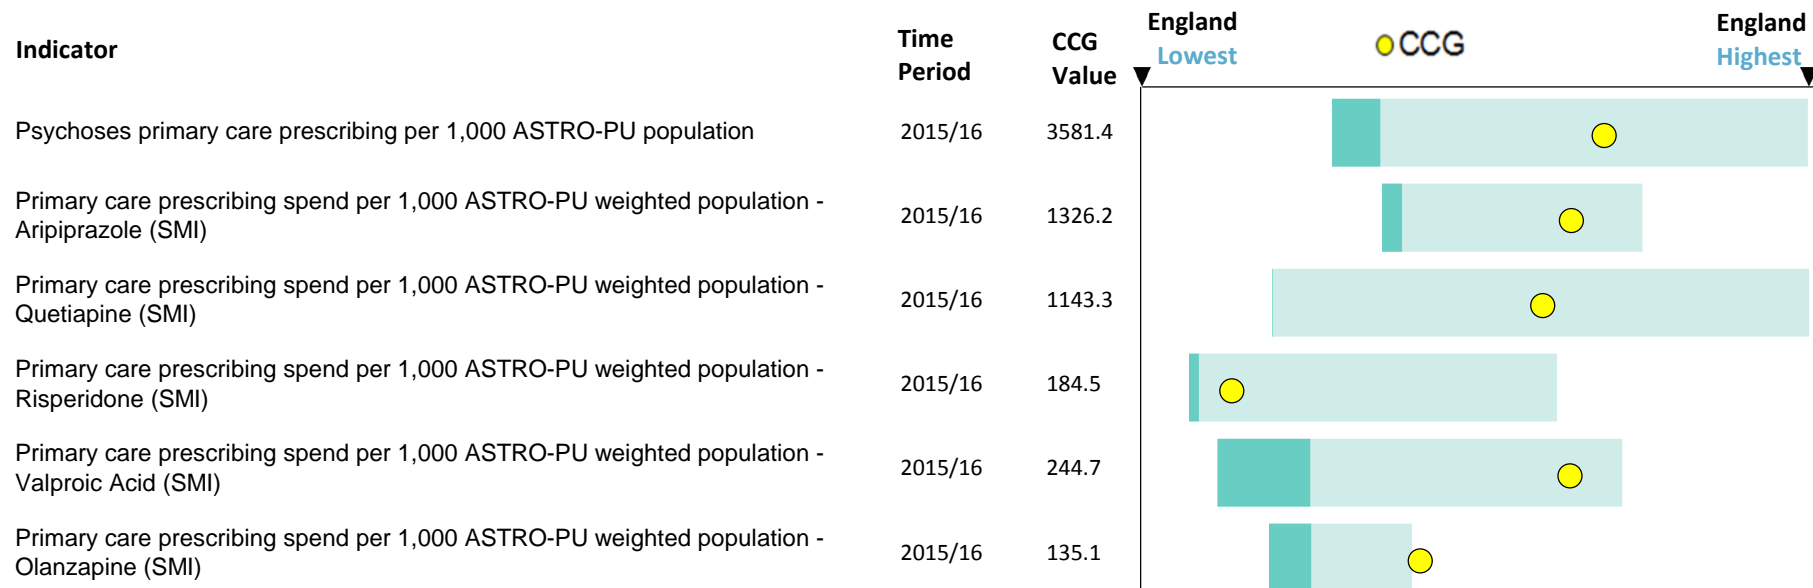 Indicator
Time
Period
CCG
Value
England
Lowest
CCG
England
Highest
Psychoses primary care prescribing per 1,000 ASTRO-PU population
2015/16
3581.4
Primary care prescribing spend per 1,000 ASTRO-PU weighted population -
Aripiprazole (SMI)
2015/16
1326.2
Primary care prescribing spend per 1,000 ASTRO-PU weighted population -
Quetiapine (SMI)
2015/16
1143.3
Primary care prescribing spend per 1,000 ASTRO-PU weighted population -
Risperidone (SMI)
2015/16
184.5
Primary care prescribing spend per 1,000 ASTRO-PU weighted population -
Valproic Acid (SMI)
2015/16
244.7
Primary care prescribing spend per 1,000 ASTRO-PU weighted population -
Olanzapine (SMI)
2015/16
135.1